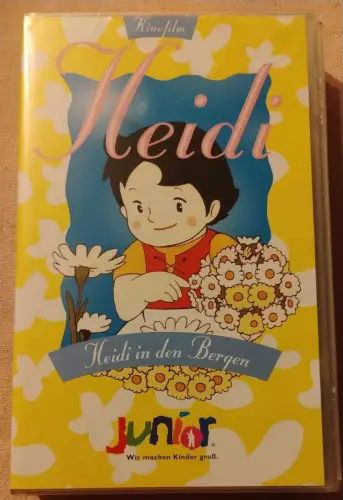 Kinofilm
Heidi
Heidi in den Bergen
junior®
Wir machen Kinder groß.